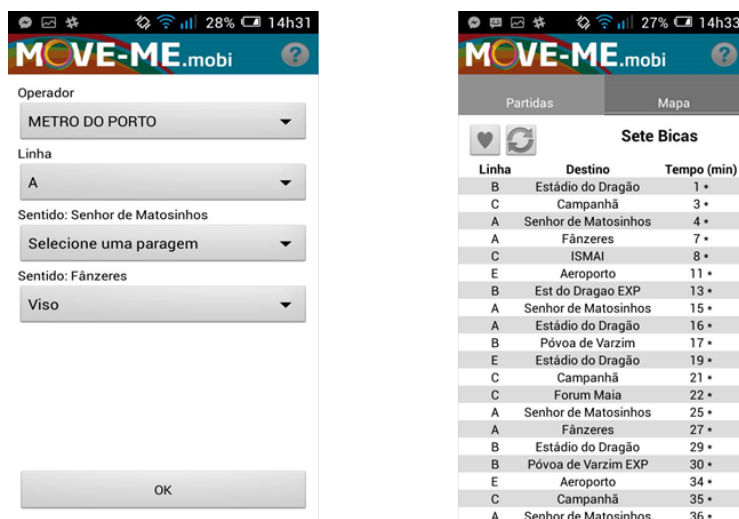 28% 14h31
MOVE-ME.mobi ?
Operador
METRO DO PORTO
Linha
A
Sentido: Senhor de Matosinhos
Selecione uma paragem
Sentido: Fânzeres
Viso
OK
27% 14h33
MOVE-ME.mobi ?
Partidas Mapa
Sete Bicas
Linha Destino Tempo (min)
B Estádio do Dragão 1 *
C Campanhã 3 *
A Senhor de Matosinhos 4 *
A Fânzeres 7 *
C ISMAI 8 *
E Aeroporto 11 *
B Est do Dragao EXP 13 *
A Senhor de Matosinhos 15 *
A Estádio do Dragão 16 *
B Póvoa de Varzim 17 *
E Estádio do Dragão 19 *
C Campanhã 21 *
C Forum Maia 22 *
A Senhor de Matosinhos 25 *
A Fânzeres 27 *
B Estádio do Dragão 29 *
B Póvoa de Varzim EXP 30 *
E Aeroporto 34 *
C Campanhã 35 *
A Senhor de Matosinhos 36 *